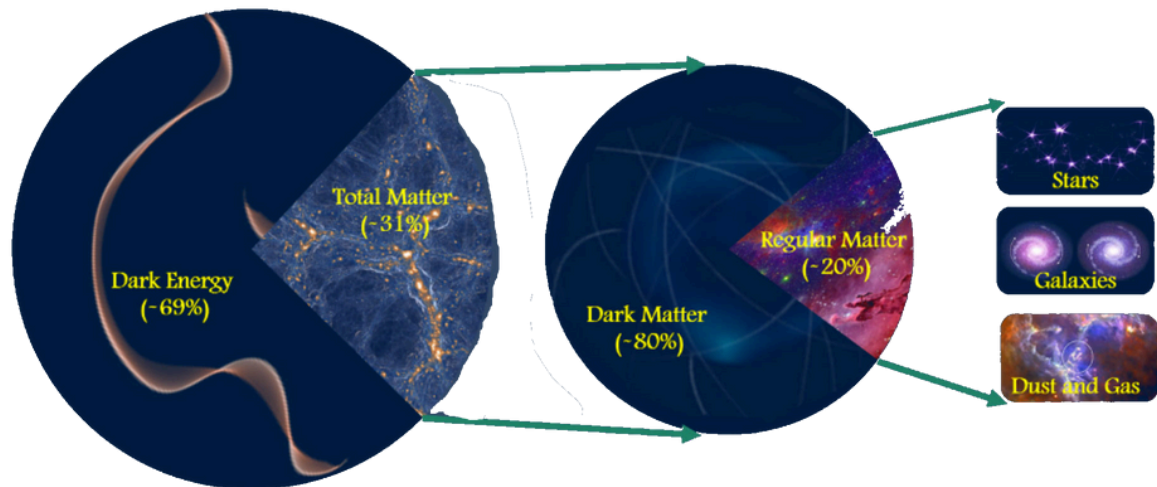 Dark Energy
(~69%)
Total Matter
(~31%)
Dark Matter
(~80%)
Regular Matter
(~20%)
Stars
Galaxies
Dust and Gas